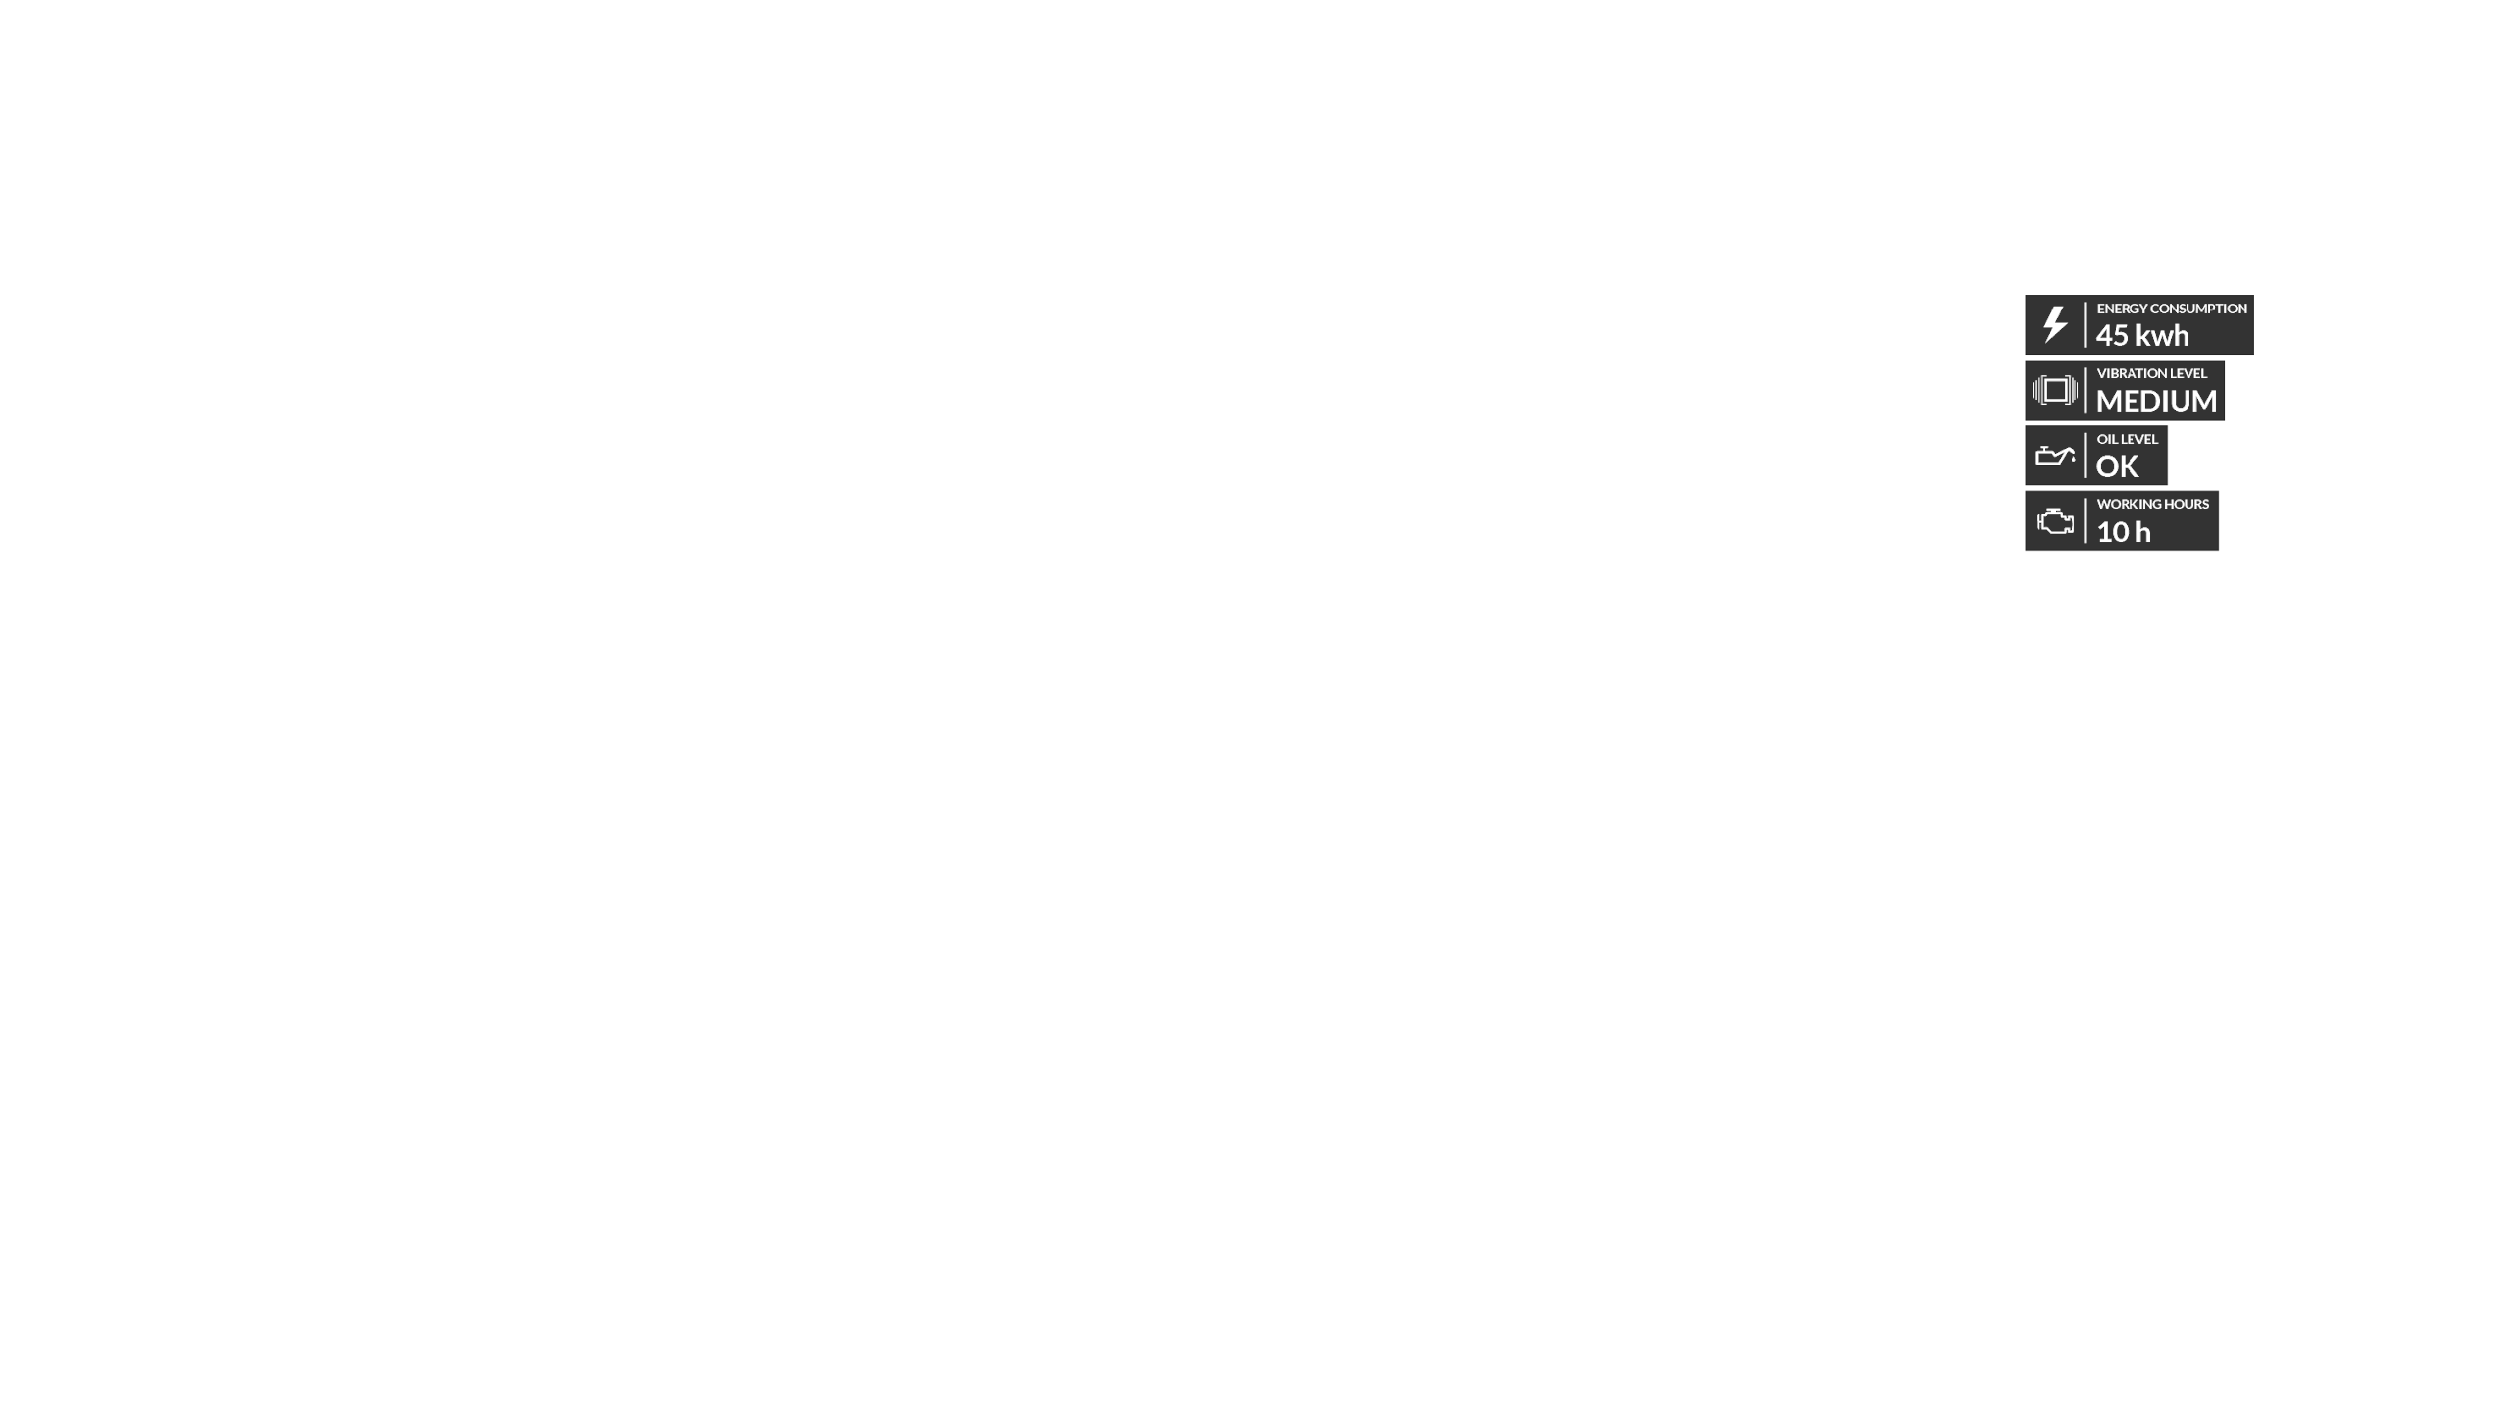 ENERGY CONSUMPTION
45 kwh
VIBRATION LEVEL
MEDIUM
OIL LEVEL
OK
WORKING HOURS
10 h